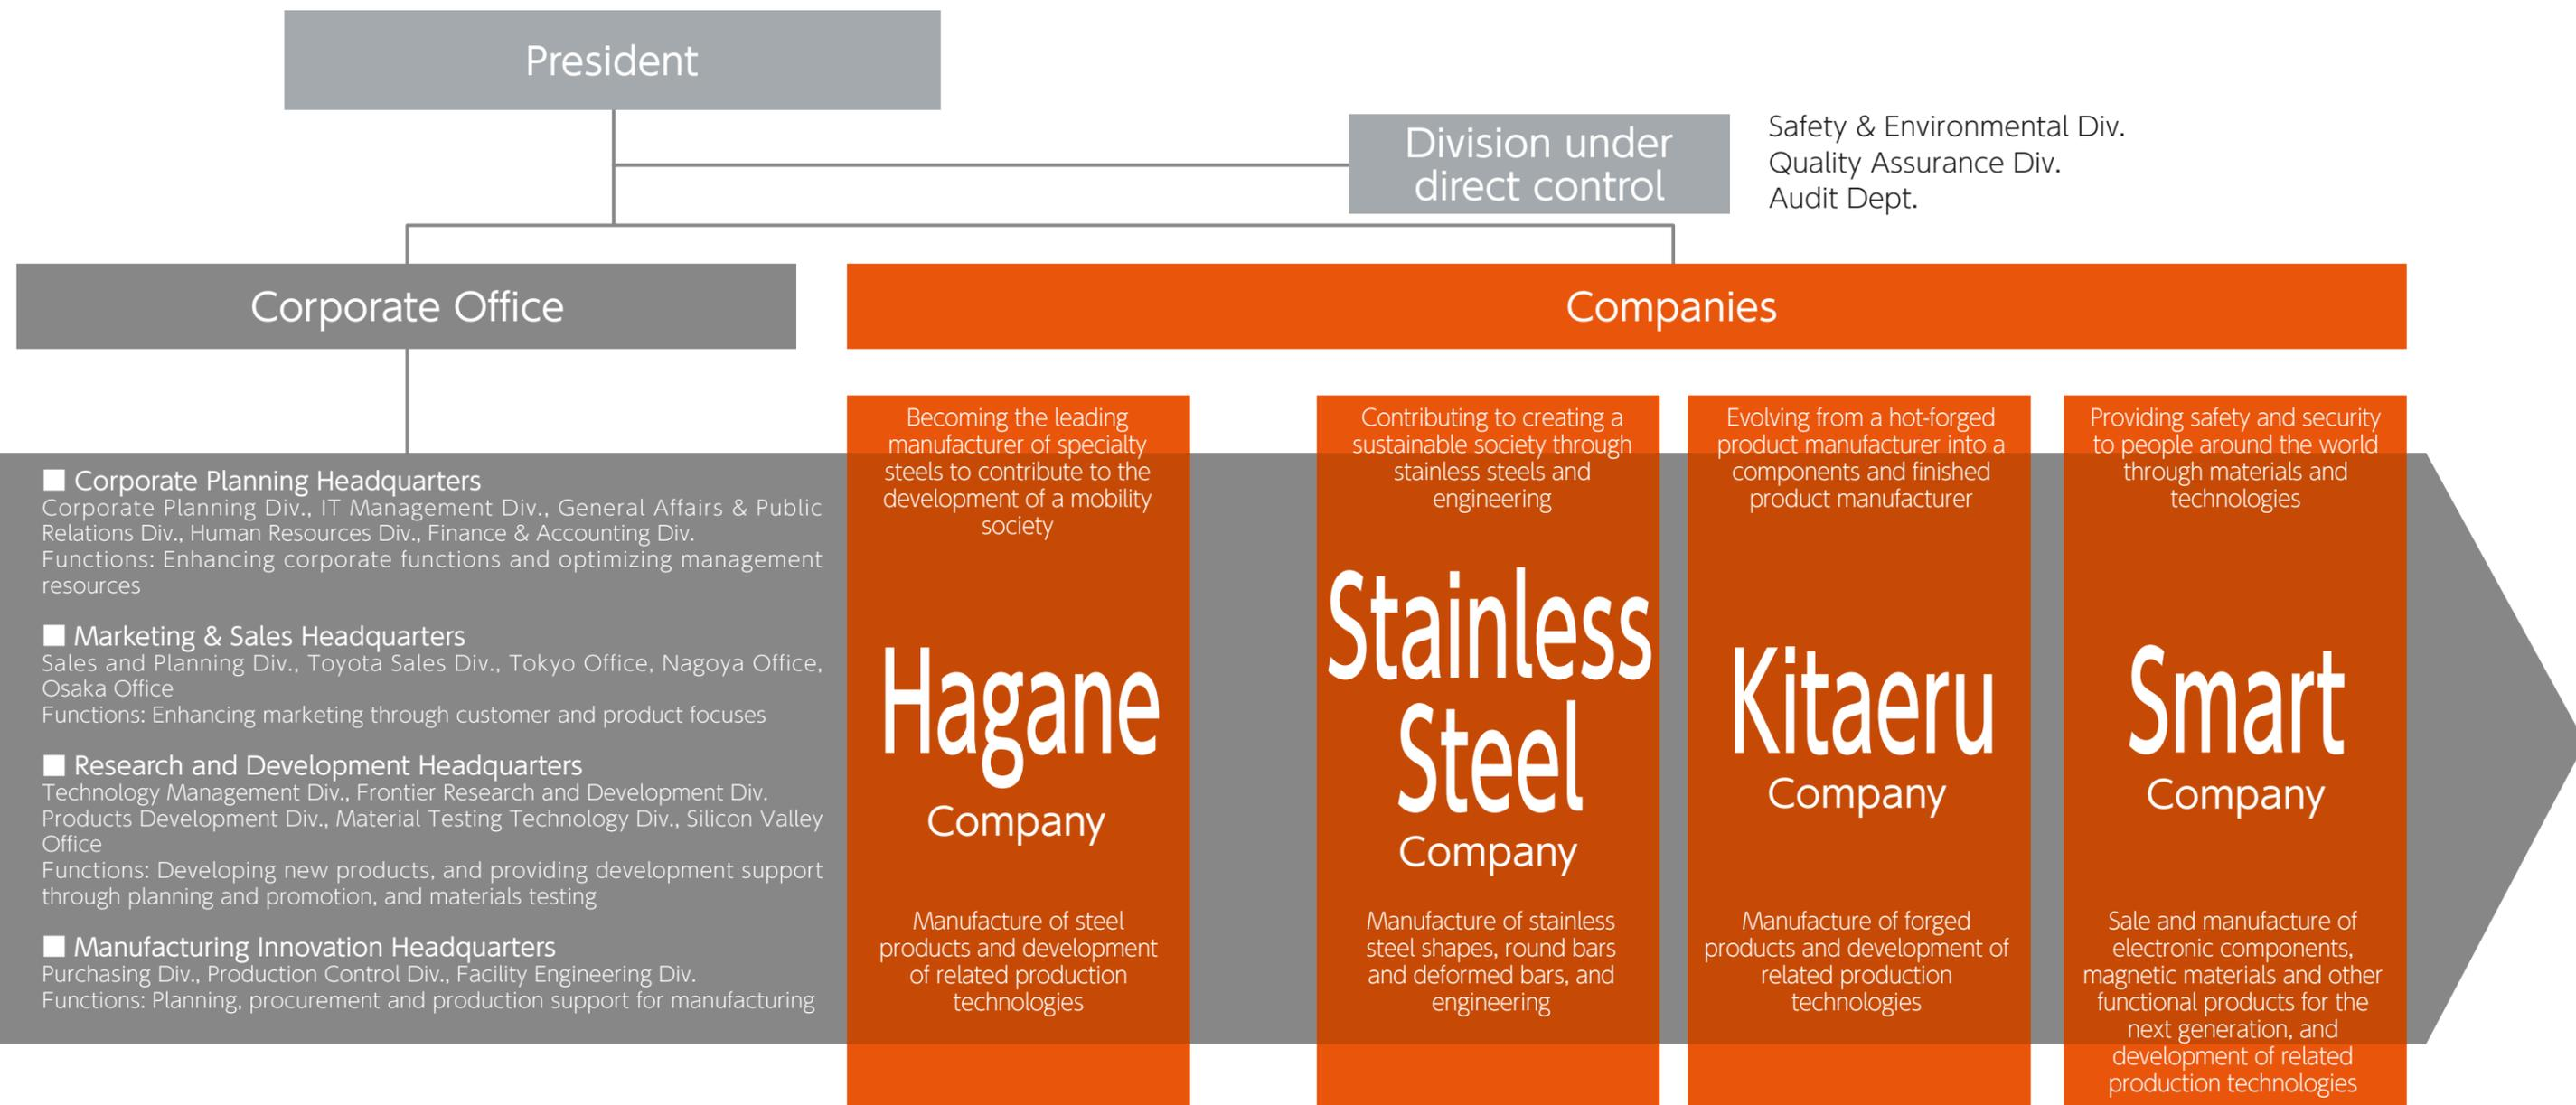 President
Division under
direct control
Safety & Environmental Div.
Quality Assurance Div.
Audit Dept.
Corporate Office
Companies
■ Corporate Planning Headquarters
Corporate Planning Div., IT Management Div., General Affairs & Public
Relations Div., Human Resources Div., Finance & Accounting Div.
Functions: Enhancing corporate functions and optimizing management
resources
■ Marketing & Sales Headquarters
Sales and Planning Div., Toyota Sales Div., Tokyo Office, Nagoya Office,
Osaka Office
Functions: Enhancing marketing through customer and product focuses
■ Research and Development Headquarters
Technology Management Div., Frontier Research and Development Div.
Products Development Div., Material Testing Technology Div., Silicon Valley
Office
Functions: Developing new products, and providing development support
through planning and promotion, and materials testing
■ Manufacturing Innovation Headquarters
Purchasing Div., Production Control Div., Facility Engineering Div.
Functions: Planning, procurement and production support for manufacturing
Becoming the leading
manufacturer of specialty
steels to contribute to the
development of a mobility
society
Hagane
Company
Manufacture of steel
products and development
of related production
technologies
Contributing to creating a
sustainable society through
stainless steels and
engineering
Stainless
Steel
Company
Manufacture of stainless
steel shapes, round bars
and deformed bars, and
engineering
Evolving from a hot-forged
product manufacturer into a
components and finished
product manufacturer
Kitaeru
Company
Manufacture of forged
products and development of
related production
technologies
Providing safety and security
to people around the world
through materials and
technologies
Smart
Company
Sale and manufacture of
electronic components,
magnetic materials and other
functional products for the
next generation, and
development of related
production technologies